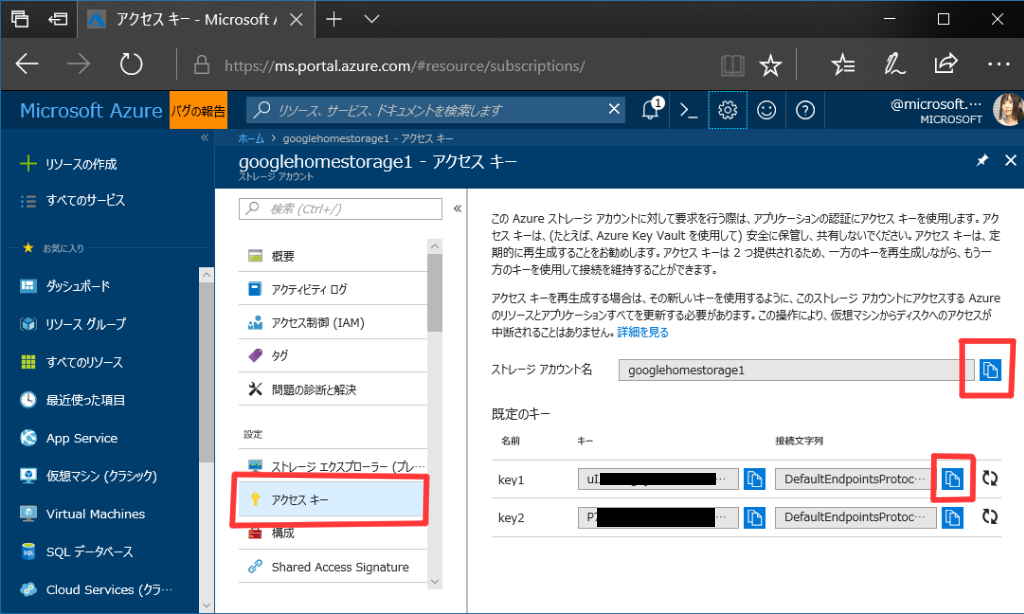 アクセス キー - Microsoft A
https://ms.portal.azure.com/#resource/subscriptions/
Microsoft Azure
バグの報告
リソース、サービス、ドキュメントを検索します
1
@microsoft.…
MICROSOFT
ホーム > googlehomestorage1 - アクセス キー
googlehomestorage1 - アクセス キー
ストレージ アカウント
リソースの作成
すべてのサービス
お気に入り
ダッシュボード
リソース グループ
すべてのリソース
最近使った項目
App Service
仮想マシン (クラシック)
Virtual Machines
SQL データベース
Cloud Services (クラ…
検索 (Ctrl+/)
概要
アクティビティ ログ
アクセス制御 (IAM)
タグ
問題の診断と解決
設定
ストレージ エクスプローラー (プレ…
アクセス キー
構成
Shared Access Signature
この Azure ストレージ アカウントに対して要求を行う際は、アプリケーションの認証にアクセス キーを使用します。アク
セス キーは、(たとえば、Azure Key Vault を使用して) 安全に保管し、共有しないでください。アクセス キーは、定
期的に再生成することをお勧めします。アクセス キーは 2 つ提供されるため、一方のキーを再生成しながら、もう一
方のキーを使用して接続を維持することができます。
アクセス キーを再生成する場合は、その新しいキーを使用するように、このストレージ アカウントにアクセスする Azure
のリソースとアプリケーションすべてを更新する必要があります。この操作により、仮想マシンからディスクへのアクセスが
中断されることはありません。詳細を見る
ストレージ アカウント名
googlehomestorage1
既定のキー
名前 キー 接続文字列
key1 … DefaultEndpointsProtoc…
key2 … DefaultEndpointsProtoc…